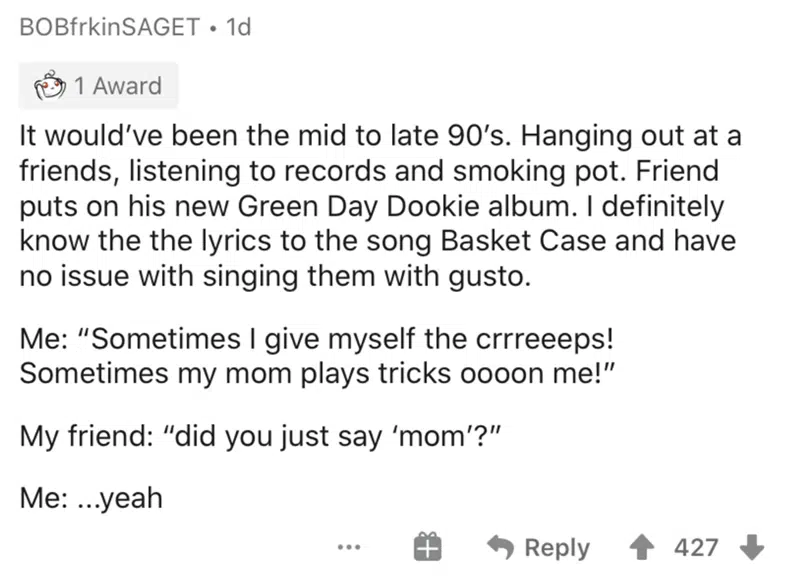 BOBfrkinSAGET • 1d
1 Award
It would've been the mid to late 90's. Hanging out at a
friends, listening to records and smoking pot. Friend
puts on his new Green Day Dookie album. I definitely
know the the lyrics to the song Basket Case and have
no issue with singing them with gusto.
Me: “Sometimes I give myself the crrreeeps!
Sometimes my mom plays tricks oooon me!”
My friend: “did you just say ‘mom’?”
Me: ...yeah
Reply 427